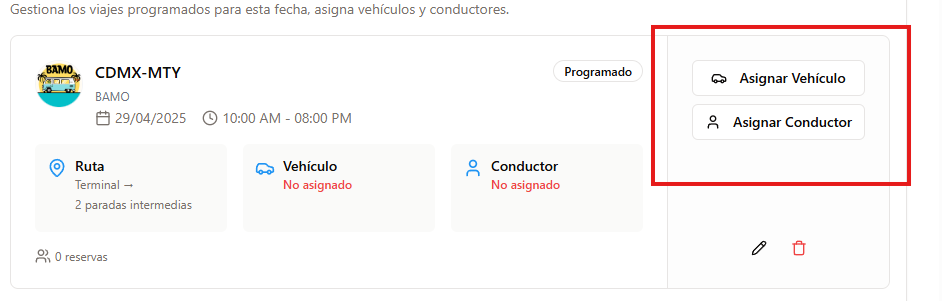 Gestiona los viajes programados para esta fecha, asigna vehículos y conductores.
BAMO
CDMX-MTY
Programado
BAMO
29/04/2025 10:00 AM - 08:00 PM
Asignar Vehículo
Asignar Conductor
Ruta
Terminal →
2 paradas intermedias
Vehículo
No asignado
Conductor
No asignado
0 reservas